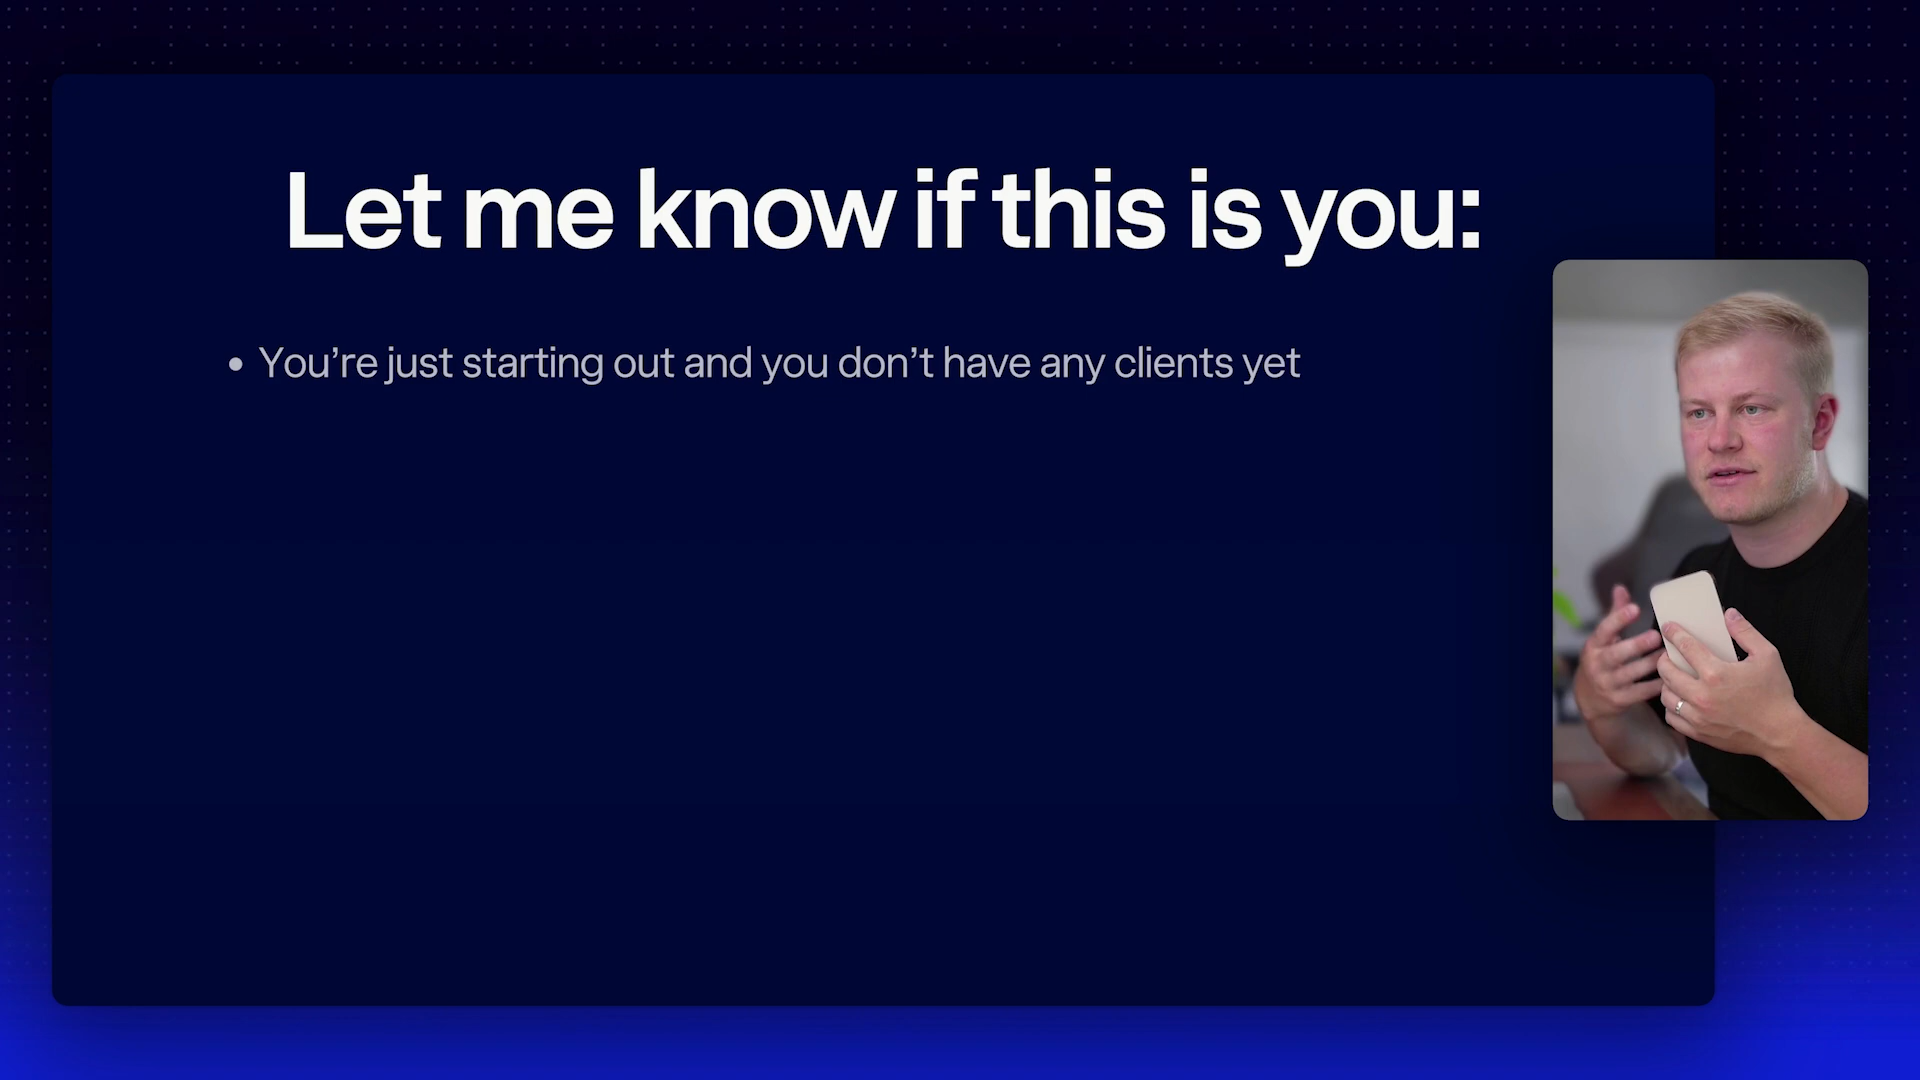 Let me know if this is you:
• You’re just starting out and you don’t have any clients yet